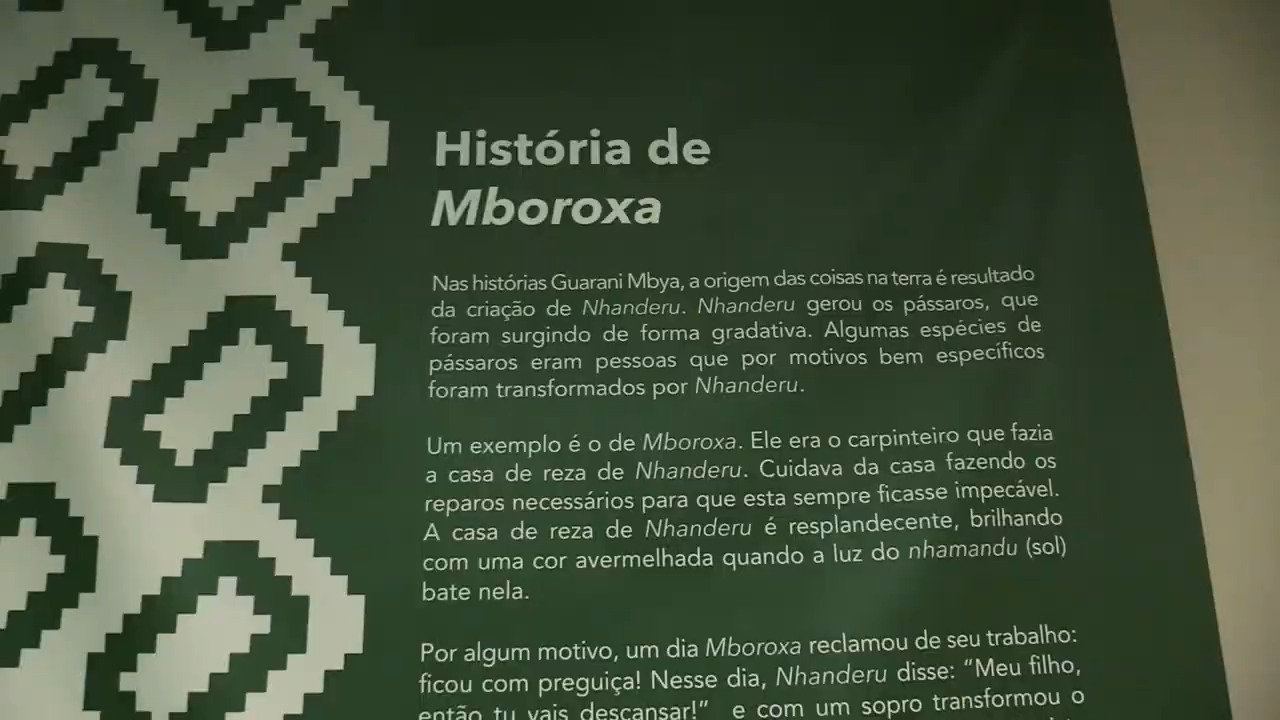 História de
Mboroxa
Nas histórias Guarani Mbya, a origem das coisas na terra é resultado
da criação de Nhanderu. Nhanderu gerou os pássaros, que
foram surgindo de forma gradativa. Algumas espécies de
pássaros eram pessoas que por motivos bem específicos
foram transformados por Nhanderu.
Um exemplo é o de Mboroxa. Ele era o carpinteiro que fazia
a casa de reza de Nhanderu. Cuidava da casa fazendo os
reparos necessários para que esta sempre ficasse impecável.
A casa de reza de Nhanderu é resplandecente, brilhando
com uma cor avermelhada quando a luz do nhamandu (sol)
bate nela.
Por algum motivo, um dia Mboroxa reclamou de seu trabalho:
ficou com preguiça! Nesse dia, Nhanderu disse: “Meu filho,
então tu vais descansar!” e com um sopro transformou o